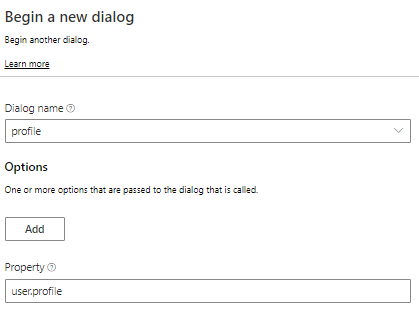 Begin a new dialog
Begin another dialog.
Learn more
Dialog name ?
profile
Options
One or more options that are passed to the dialog that is called.
Add
Property ?
user.profile